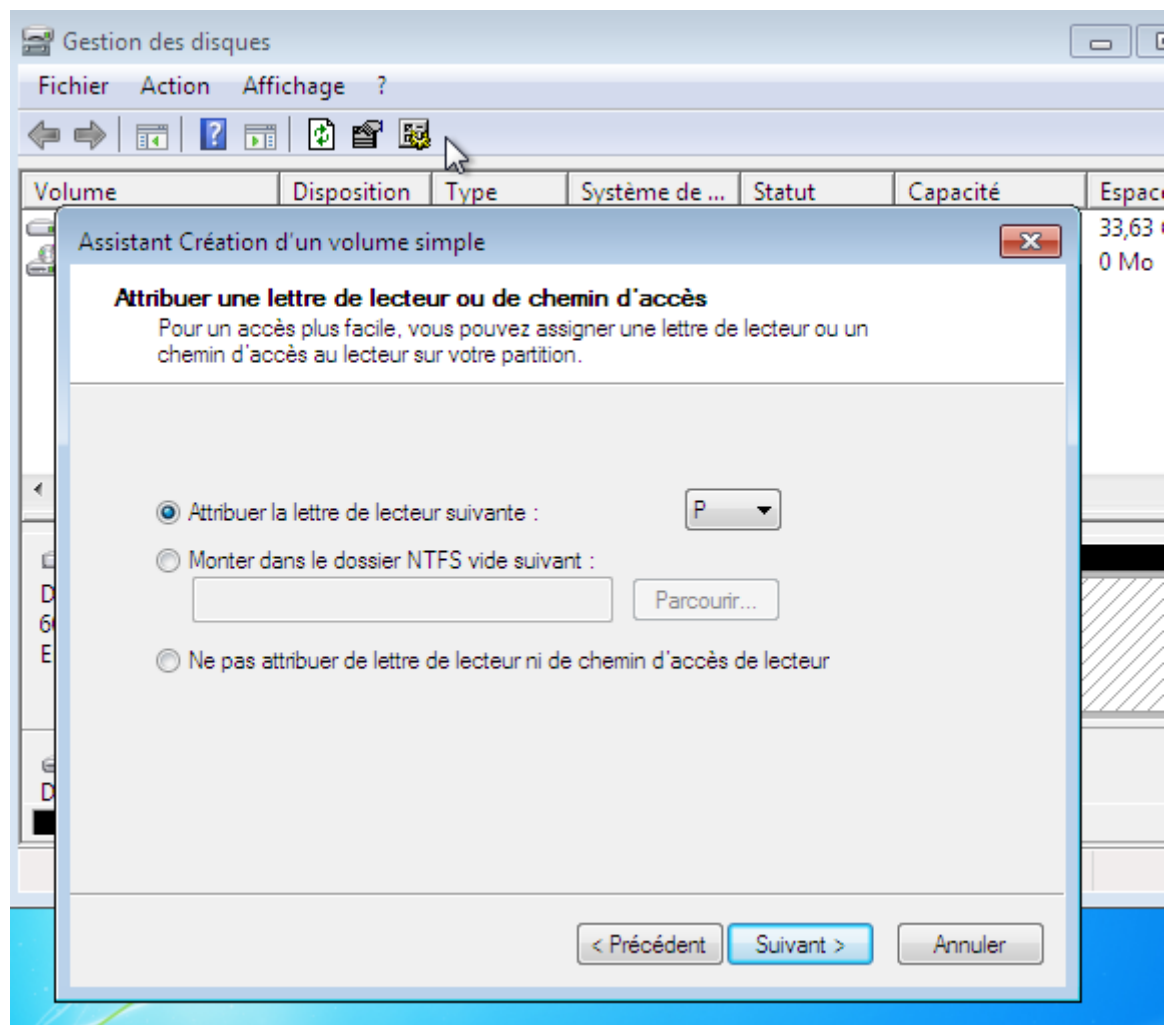 Gestion des disques
Fichier Action Affichage ?
Volume Disposition Type Système de ... Statut Capacité
33,63
0 Mo
Assistant Création d'un volume simple
Attribuer une lettre de lecteur ou de chemin d'accès
Pour un accès plus facile, vous pouvez assigner une lettre de lecteur ou un
chemin d'accès au lecteur sur votre partition.
Attribuer la lettre de lecteur suivante : P
Monter dans le dossier NTFS vide suivant :
Parcourir...
Ne pas attribuer de lettre de lecteur ni de chemin d'accès de lecteur
< Précédent Suivant > Annuler